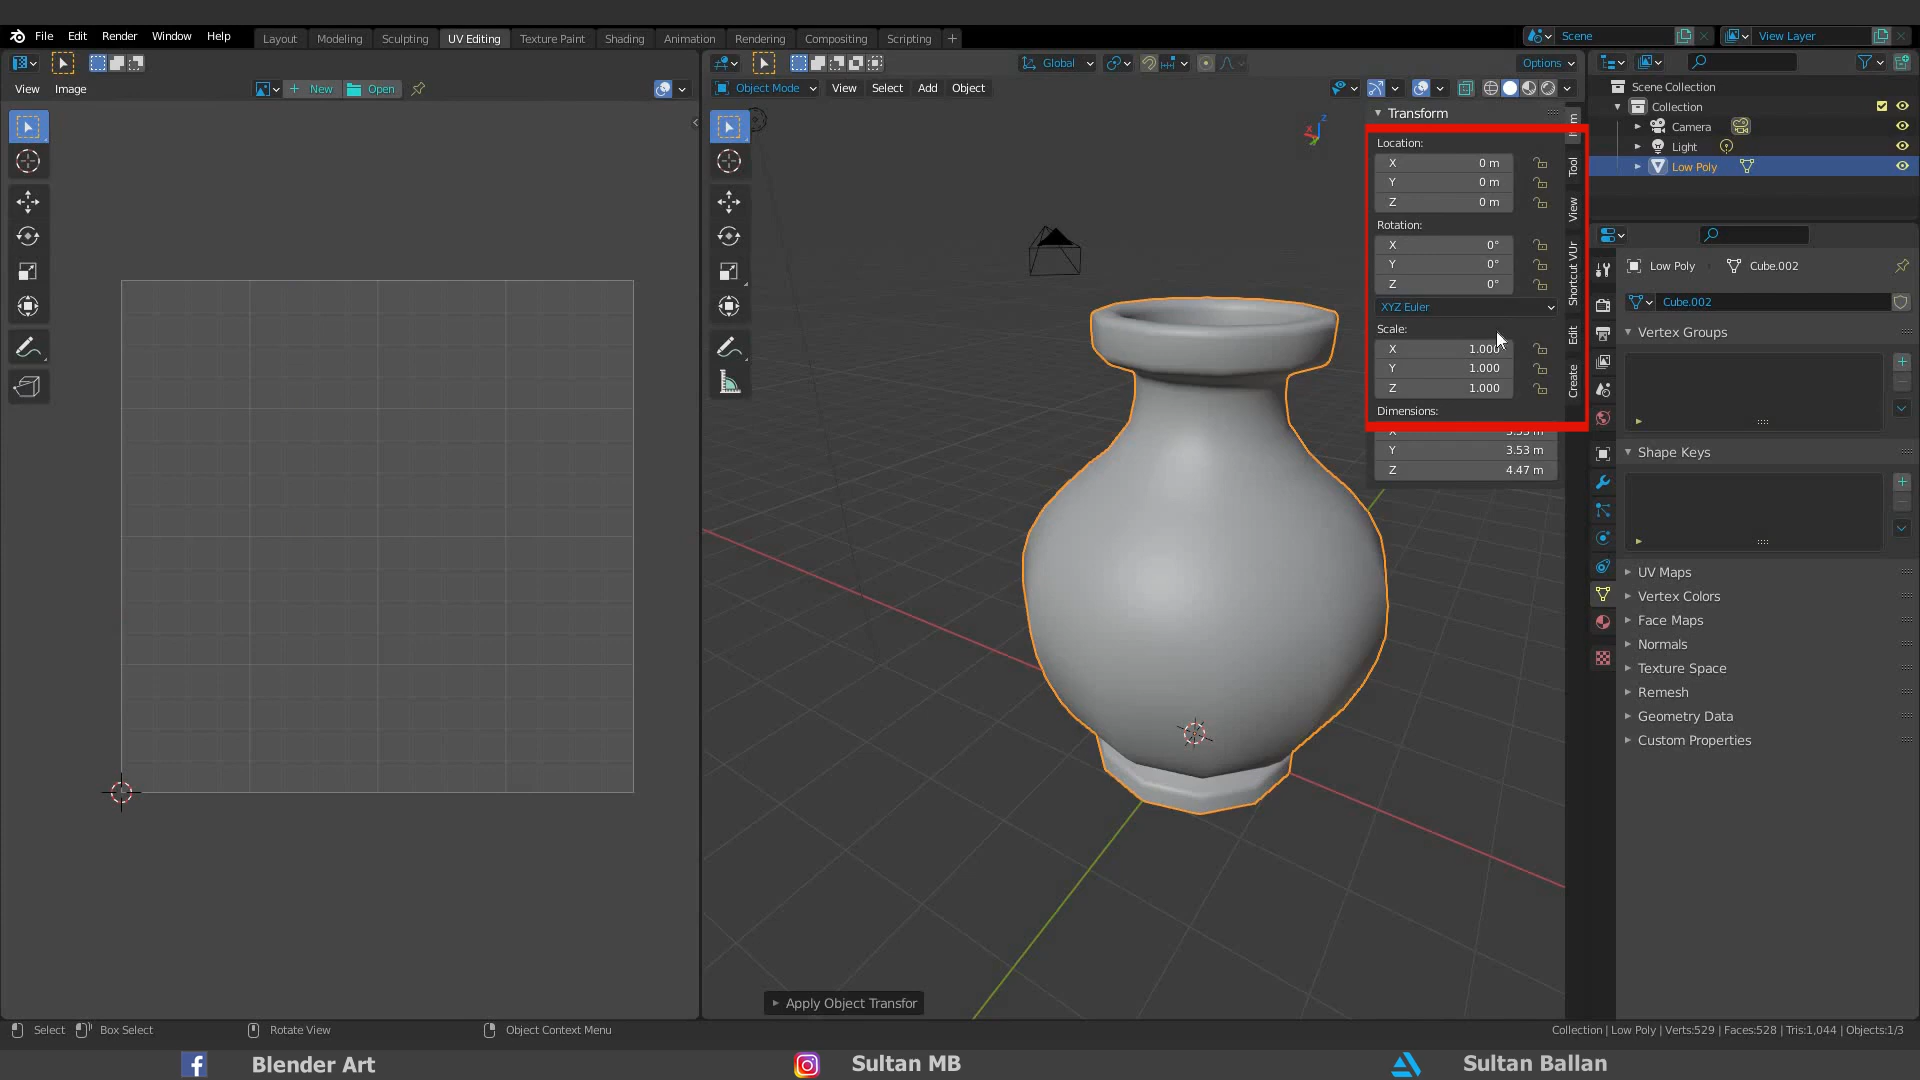 File Edit Render Window Help Layout Modeling Sculpting UV Editing Texture Paint Shading Animation Rendering Compositing Scripting + Scene View Layer
Global Options
View Image New Open
Object Mode View Select Add Object
Transform
Location:
X 0 m
Y 0 m
Z 0 m
Rotation:
X 0°
Y 0°
Z 0°
XYZ Euler
Scale:
X 1.000
Y 1.000
Z 1.000
Dimensions:
X 3.53 m
Y 3.53 m
Z 4.47 m
Tool
View
Shortcut VUr
Edit
Create
X
Z
Scene Collection
Collection
Camera
Light
Low Poly
Low Poly Cube.002
Cube.002
Vertex Groups
Shape Keys
UV Maps
Vertex Colors
Face Maps
Normals
Texture Space
Remesh
Geometry Data
Custom Properties
Apply Object Transfor
Select Box Select Rotate View Object Context Menu
Collection | Low Poly | Verts:529 | Faces:528 | Tris:1,044 | Objects:1/3
Blender Art Sultan MB Sultan Ballan